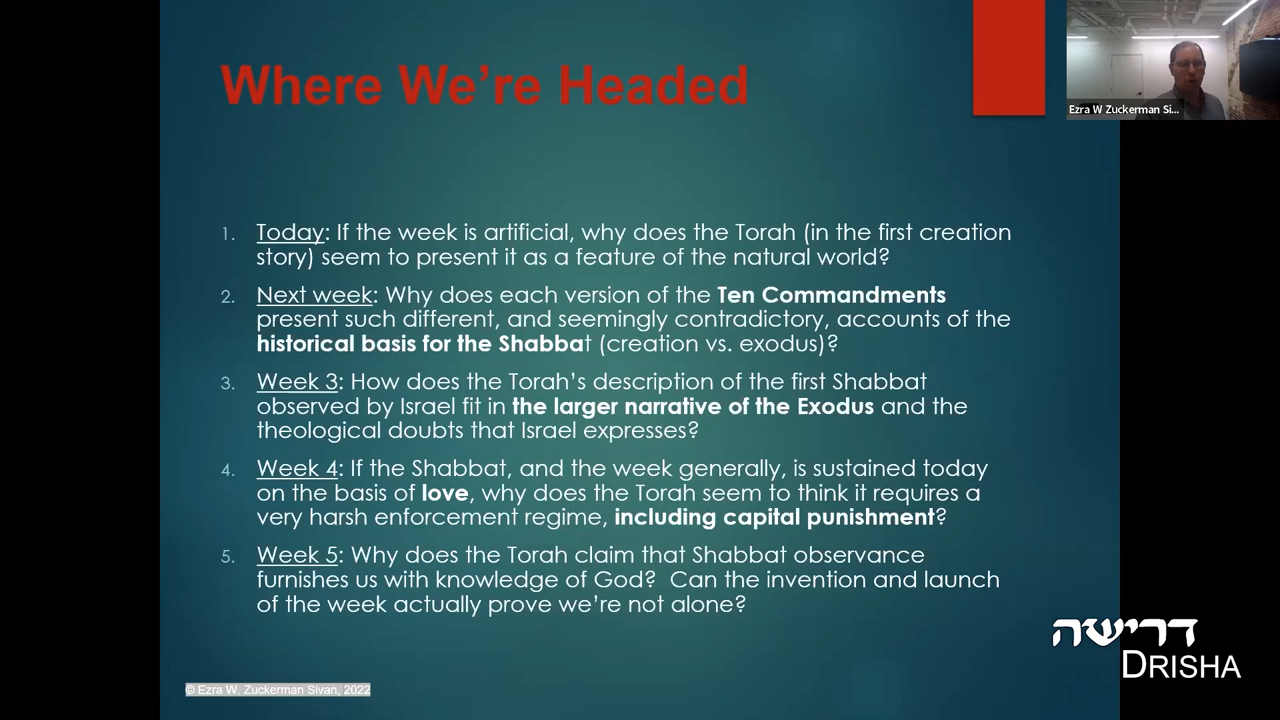 Where We're Headed
Ezra W Zuckerman Si...
1. Today: If the week is artificial, why does the Torah (in the first creation
story) seem to present it as a feature of the natural world?
2. Next week: Why does each version of the Ten Commandments
present such different, and seemingly contradictory, accounts of the
historical basis for the Shabbat (creation vs. exodus)?
3. Week 3: How does the Torah's description of the first Shabbat
observed by Israel fit in the larger narrative of the Exodus and the
theological doubts that Israel expresses?
4. Week 4: If the Shabbat, and the week generally, is sustained today
on the basis of love, why does the Torah seem to think it requires a
very harsh enforcement regime, including capital punishment?
5. Week 5: Why does the Torah claim that Shabbat observance
furnishes us with knowledge of God?  Can the invention and launch
of the week actually prove we're not alone?
דרישה
DRISHA
© Ezra W. Zuckerman Sivan, 2022